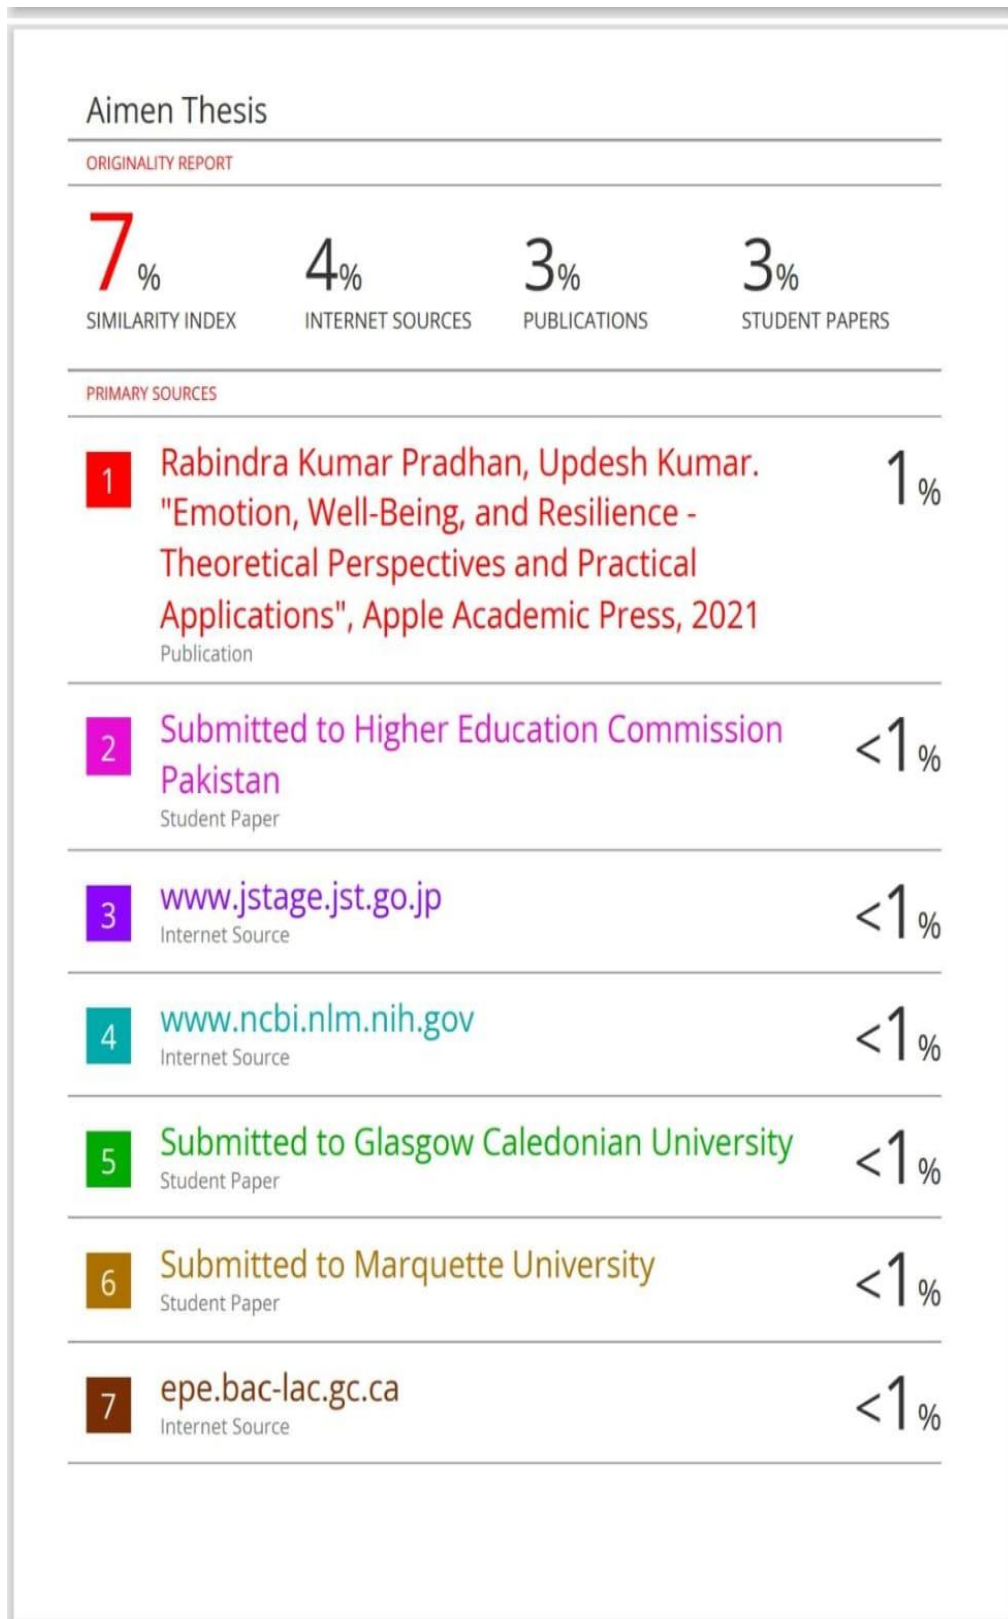 Aimen Thesis
ORIGINALITY REPORT
7%
SIMILARITY INDEX
4%
INTERNET SOURCES
3%
PUBLICATIONS
3%
STUDENT PAPERS
PRIMARY SOURCES
1
Rabindra Kumar Pradhan, Updesh Kumar.
"Emotion, Well-Being, and Resilience -
Theoretical Perspectives and Practical
Applications", Apple Academic Press, 2021
Publication
1%
2
Submitted to Higher Education Commission
Pakistan
Student Paper
<1%
3
www.jstage.jst.go.jp
Internet Source
<1%
4
www.ncbi.nlm.nih.gov
Internet Source
<1%
5
Submitted to Glasgow Caledonian University
Student Paper
<1%
6
Submitted to Marquette University
Student Paper
<1%
7
epe.bac-lac.gc.ca
Internet Source
<1%